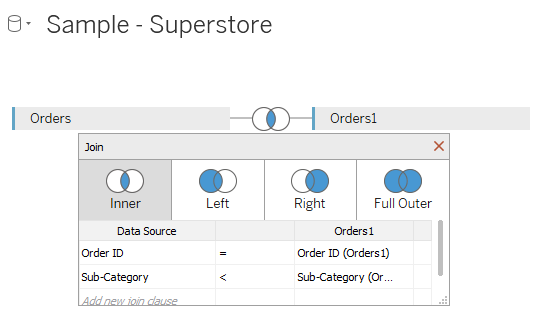 Sample - Superstore
Orders Orders1
Join
Inner Left Right Full Outer
Data Source Orders1
Order ID = Order ID (Orders1)
Sub-Category < Sub-Category (Or...
Add new join clause